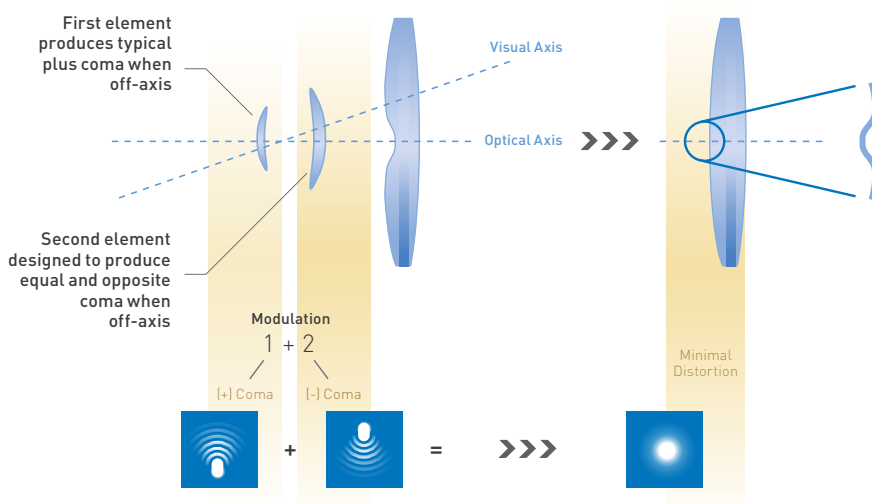 First element
produces typical
plus coma when
off-axis
Visual Axis
Optical Axis
Second element
designed to produce
equal and opposite
coma when
off-axis
Modulation
1 + 2
(+) Coma
(-) Coma
Minimal
Distortion
+
=